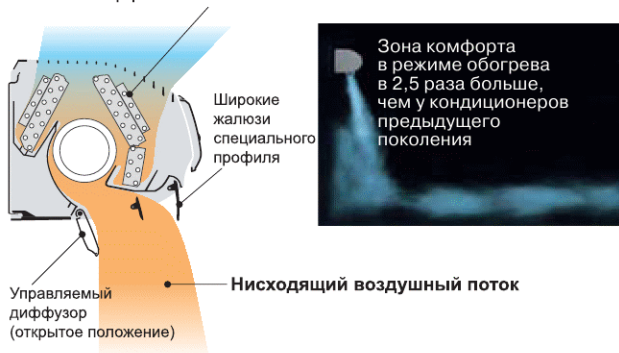 Широкие
жалюзи
специального
профиля
Зона комфорта
в режиме обогрева
в 2,5 раза больше,
чем у кондиционеров
предыдущего
поколения
Нисходящий воздушный поток
Управляемый
диффузор
(открытое положение)